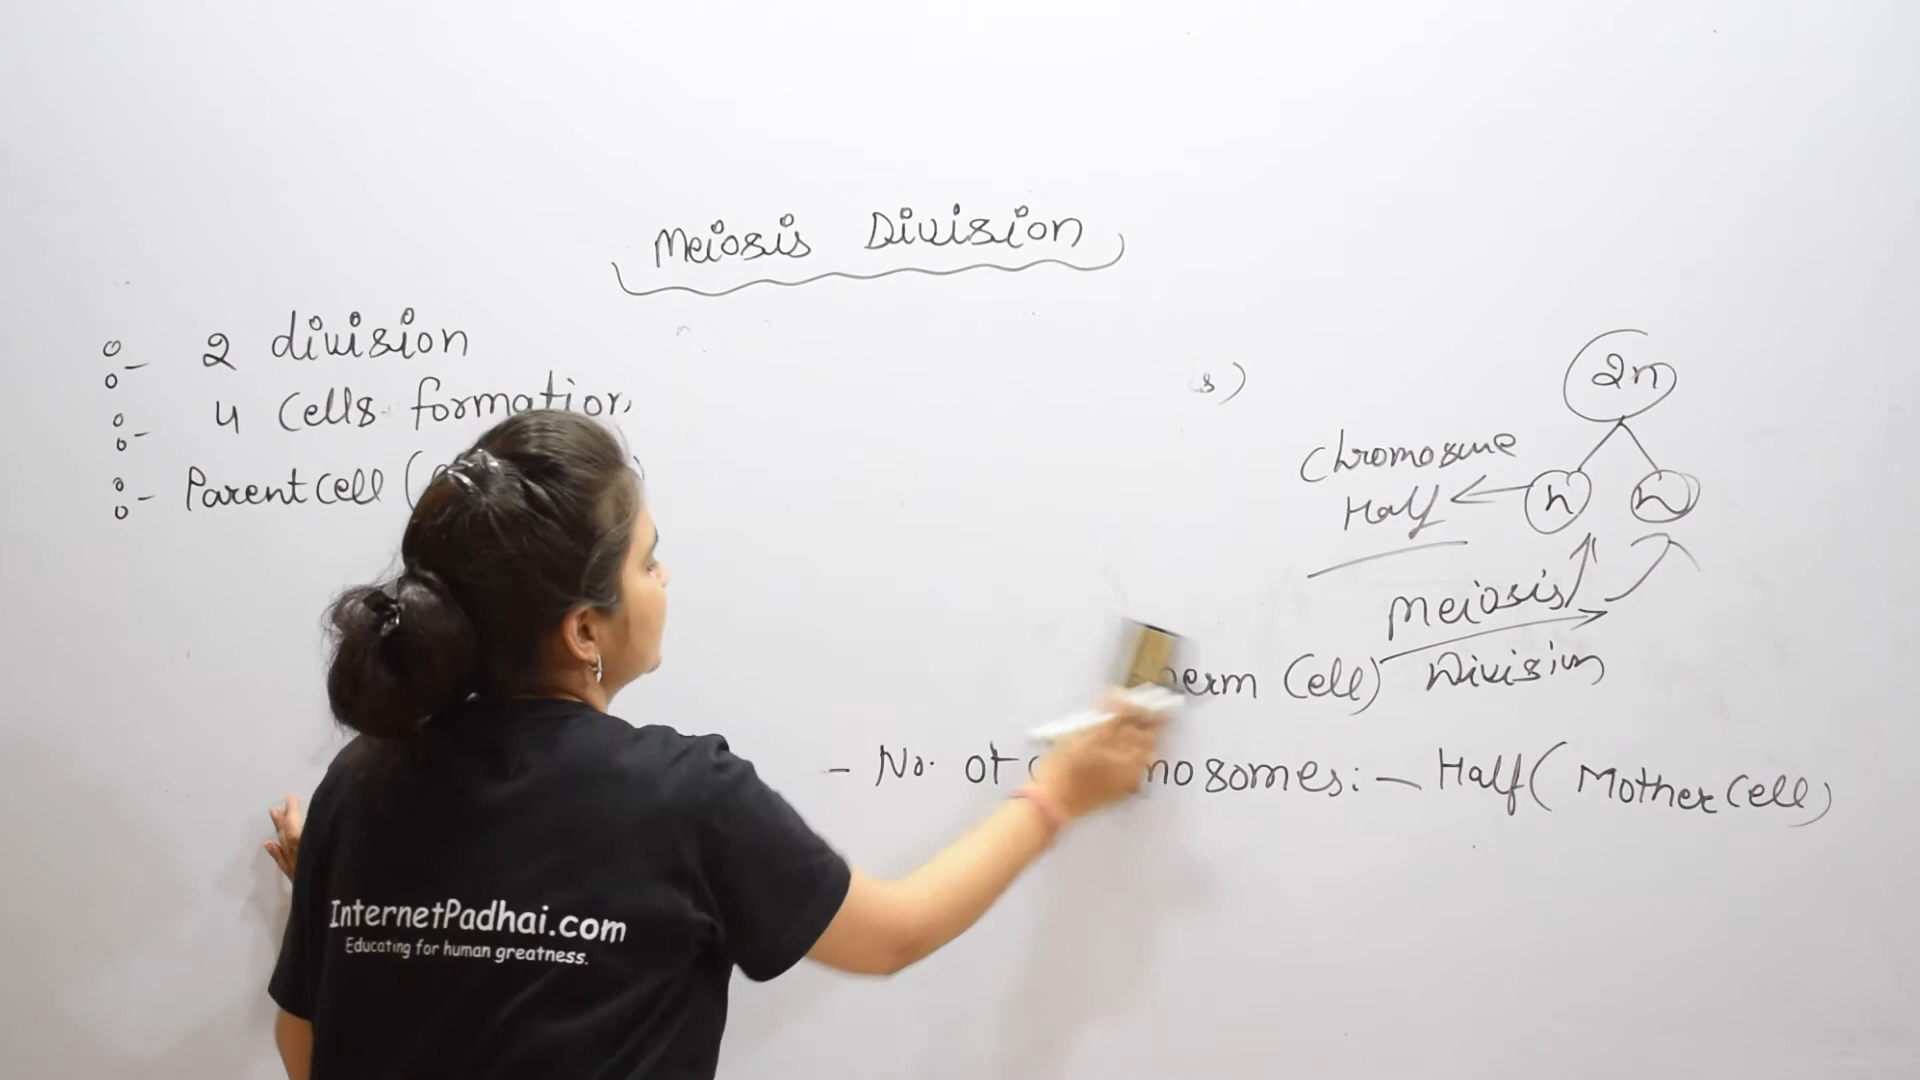 Meiosis Division
:- 2 division
:- 4 Cells formation
:- Parent cell (
s)
2n
Chromosome
Half
n n
Meiosis
Division
erm Cell)
- No. of osomes: - Half ( Mother Cell)
InternetPadhai.com
Educating for human greatness.